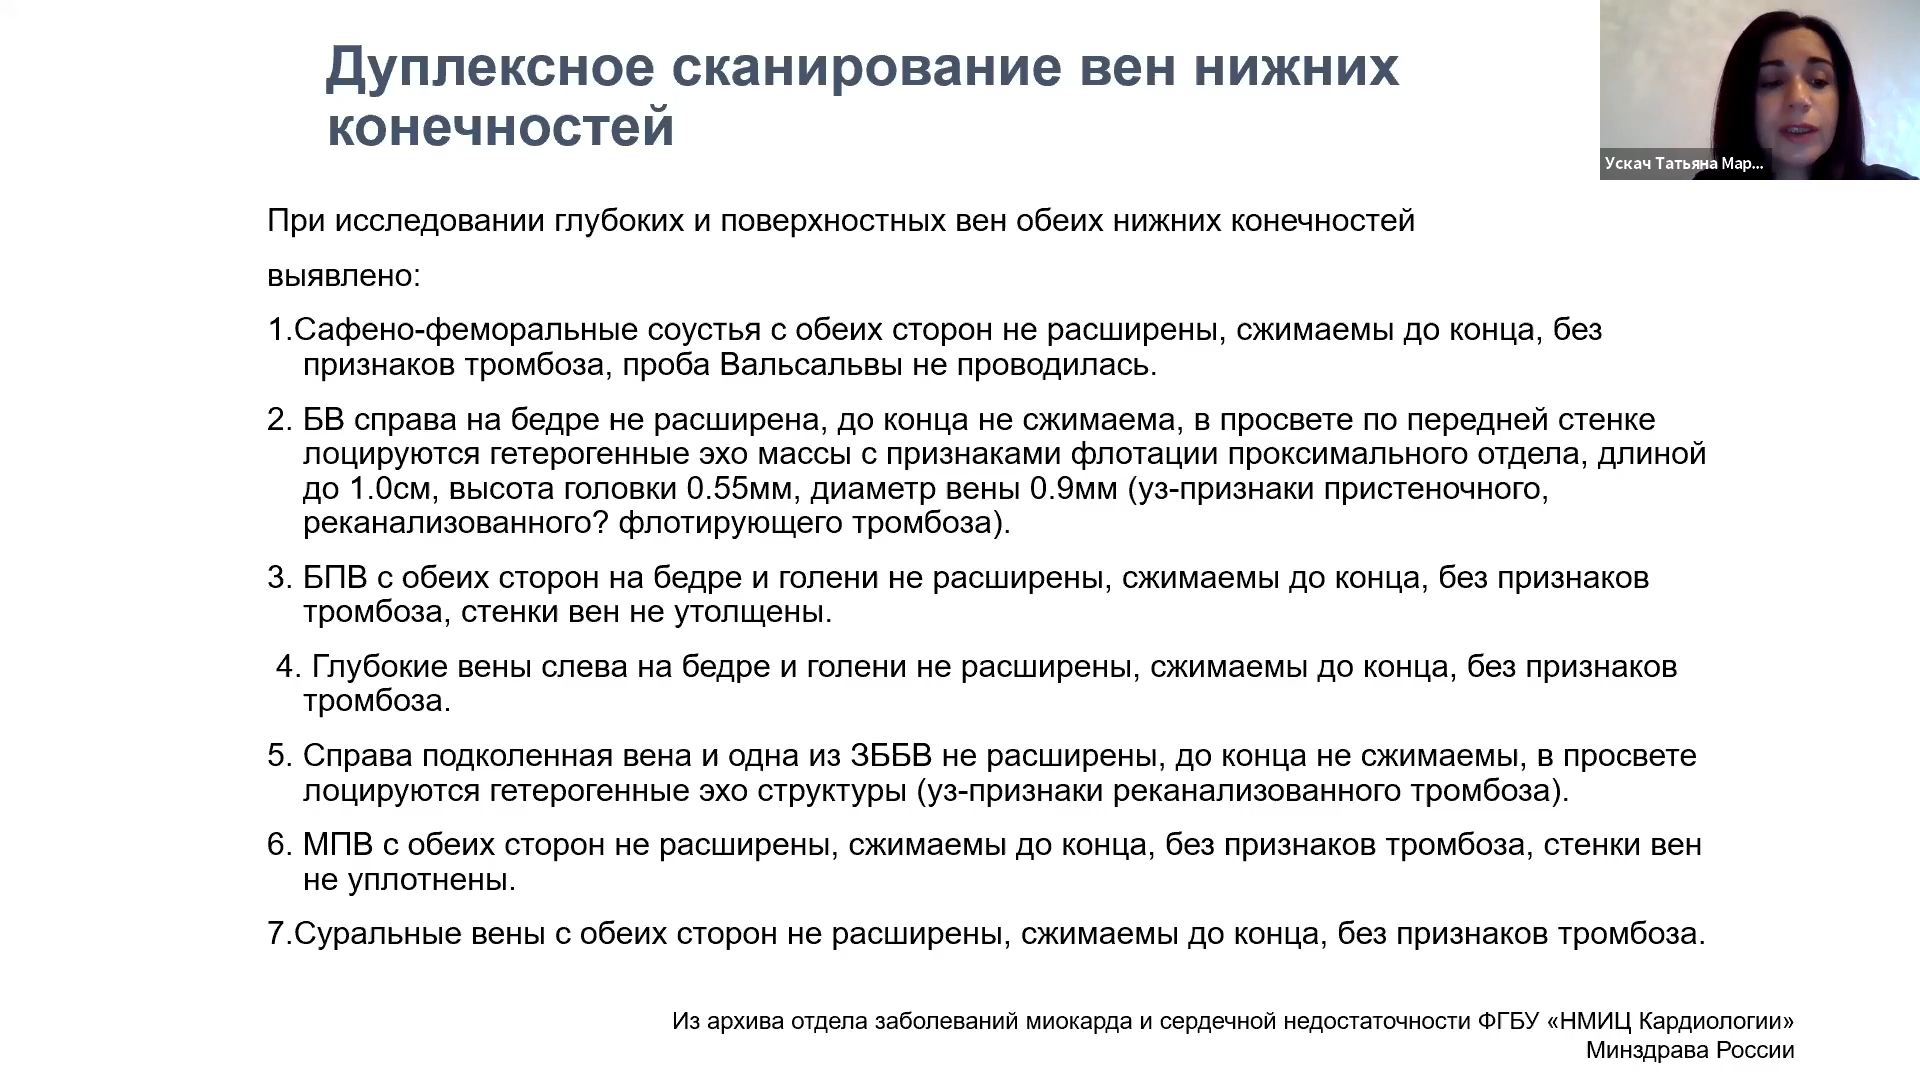 Дуплексное сканирование вен нижних
конечностей
Ускач Татьяна Мар...
При исследовании глубоких и поверхностных вен обеих нижних конечностей
выявлено:
1.Сафено-феморальные соустья с обеих сторон не расширены, сжимаемы до конца, без
признаков тромбоза, проба Вальсальвы не проводилась.
2. БВ справа на бедре не расширена, до конца не сжимаема, в просвете по передней стенке
лоцируются гетерогенные эхо массы с признаками флотации проксимального отдела, длиной
до 1.0см, высота головки 0.55мм, диаметр вены 0.9мм (уз-признаки пристеночного,
реканализованного? флотирующего тромбоза).
3. БПВ с обеих сторон на бедре и голени не расширены, сжимаемы до конца, без признаков
тромбоза, стенки вен не утолщены.
4. Глубокие вены слева на бедре и голени не расширены, сжимаемы до конца, без признаков
тромбоза.
5. Справа подколенная вена и одна из ЗББВ не расширены, до конца не сжимаемы, в просвете
лоцируются гетерогенные эхо структуры (уз-признаки реканализованного тромбоза).
6. МПВ с обеих сторон не расширены, сжимаемы до конца, без признаков тромбоза, стенки вен
не уплотнены.
7.Суральные вены с обеих сторон не расширены, сжимаемы до конца, без признаков тромбоза.
Из архива отдела заболеваний миокарда и сердечной недостаточности ФГБУ «НМИЦ Кардиологии»
Минздрава России